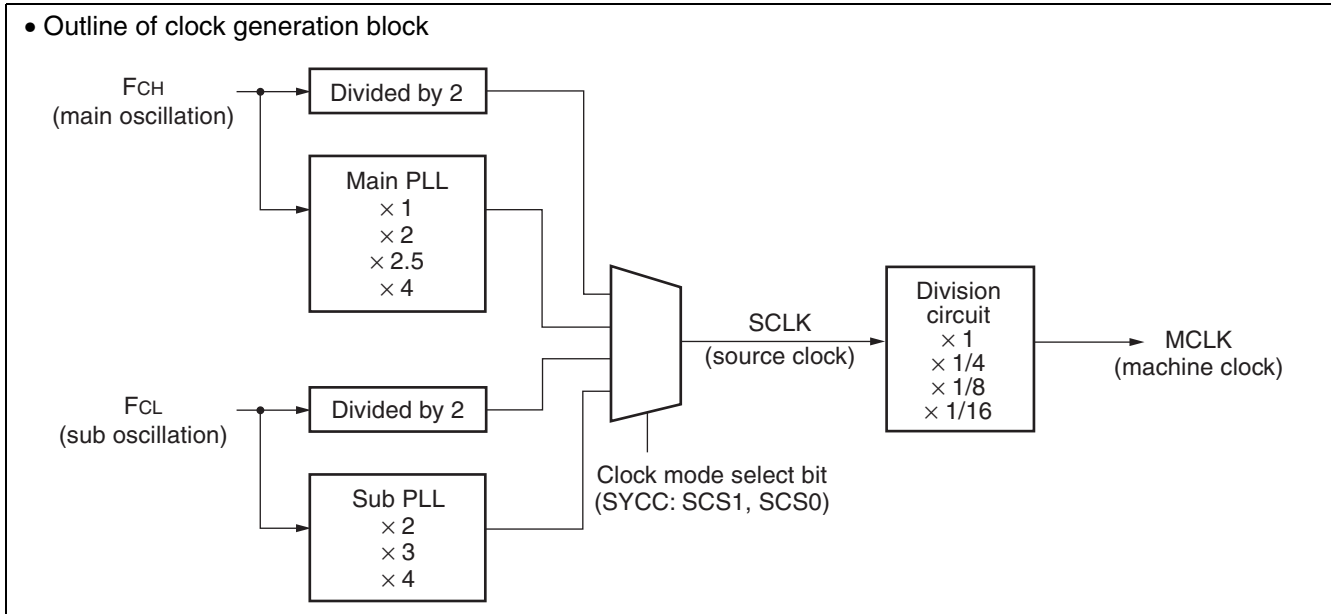 • Outline of clock generation block
FCH
(main oscillation)
Divided by 2
Main PLL
× 1
× 2
× 2.5
× 4
FCL
(sub oscillation)
Divided by 2
Sub PLL
× 2
× 3
× 4
Clock mode select bit
(SYCC: SCS1, SCS0)
SCLK
(source clock)
Division
circuit
× 1
× 1/4
× 1/8
× 1/16
MCLK
(machine clock)